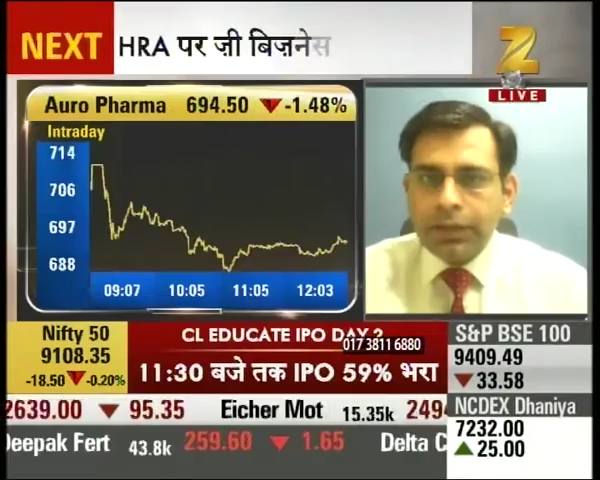 NEXT
HRA पर ज़ी बिज़नेस
LIVE
Auro Pharma 694.50 -1.48%
Intraday
714
706
697
688
09:07 10:05 11:05 12:03
Nifty 50
9108.35
-18.50 -0.20%
CL EDUCATE IPO DAY 2
017 3811 6880
11:30 बजे तक IPO 59% भरा
S&P BSE 100
9409.49
33.58
2639.00 95.35 Eicher Mot 15.35k 249
NCDEX Dhaniya
7232.00
25.00
Deepak Fert 43.8k 259.60 1.65 Delta